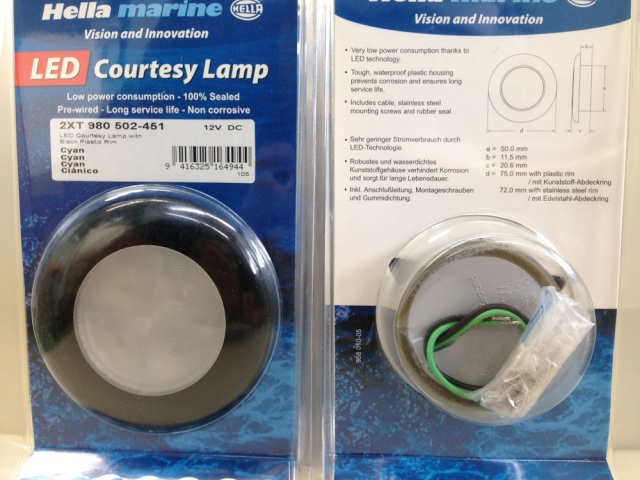 Hella marine HELLA
Vision and Innovation
LED Courtesy Lamp
Low power consumption - 100% Sealed
Pre-wired - Long service life - Non corrosive
2XT 980 502-451 12V DC
LED Courtesy Lamp with
Black Plastic Rim
Cyan
Cyan
Cyan
Ciánico
9 416325 164944
105
Hella marine
Vision and Innovation
• Very low power consumption thanks to
LED technology.
• Tough, waterproof plastic housing
prevents corrosion and ensures long
service life.
• Includes cable, stainless steel
mounting screws and rubber seal.
• Sehr geringer Stromverbrauch durch
LED-Technologie.
• Robustes und wasserdichtes
Kunststoffgehäuse verhindert Korrosion
und sorgt für lange Lebensdauer.
• Inkl. Anschlußleitung, Montageschrauben
und Gummidichtung.
b
a
d
c
a = 50.0 mm
b = 11.5 mm
c = 20.6 mm
d = 75.0 mm with plastic rim
/ mit Kunststoff-Abdeckring
72.0 mm with stainless steel rim
/ mit Edelstahl-Abdeckring
968 010-05